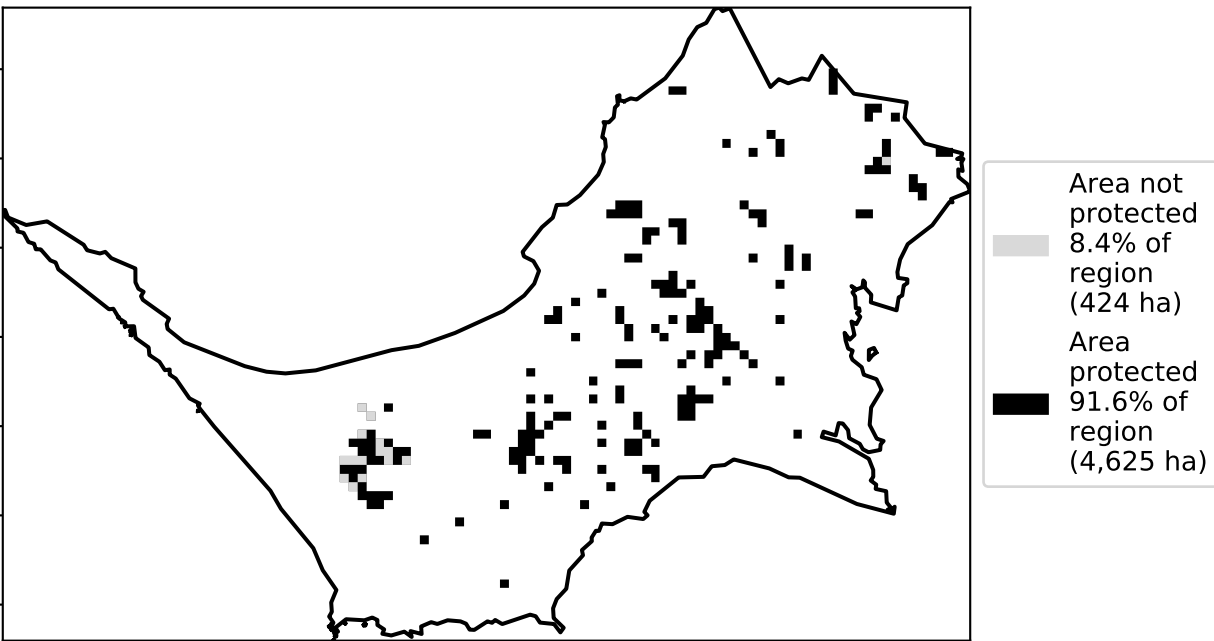 Area not
protected
8.4% of
region
(424 ha)
Area
protected
91.6% of
region
(4,625 ha)